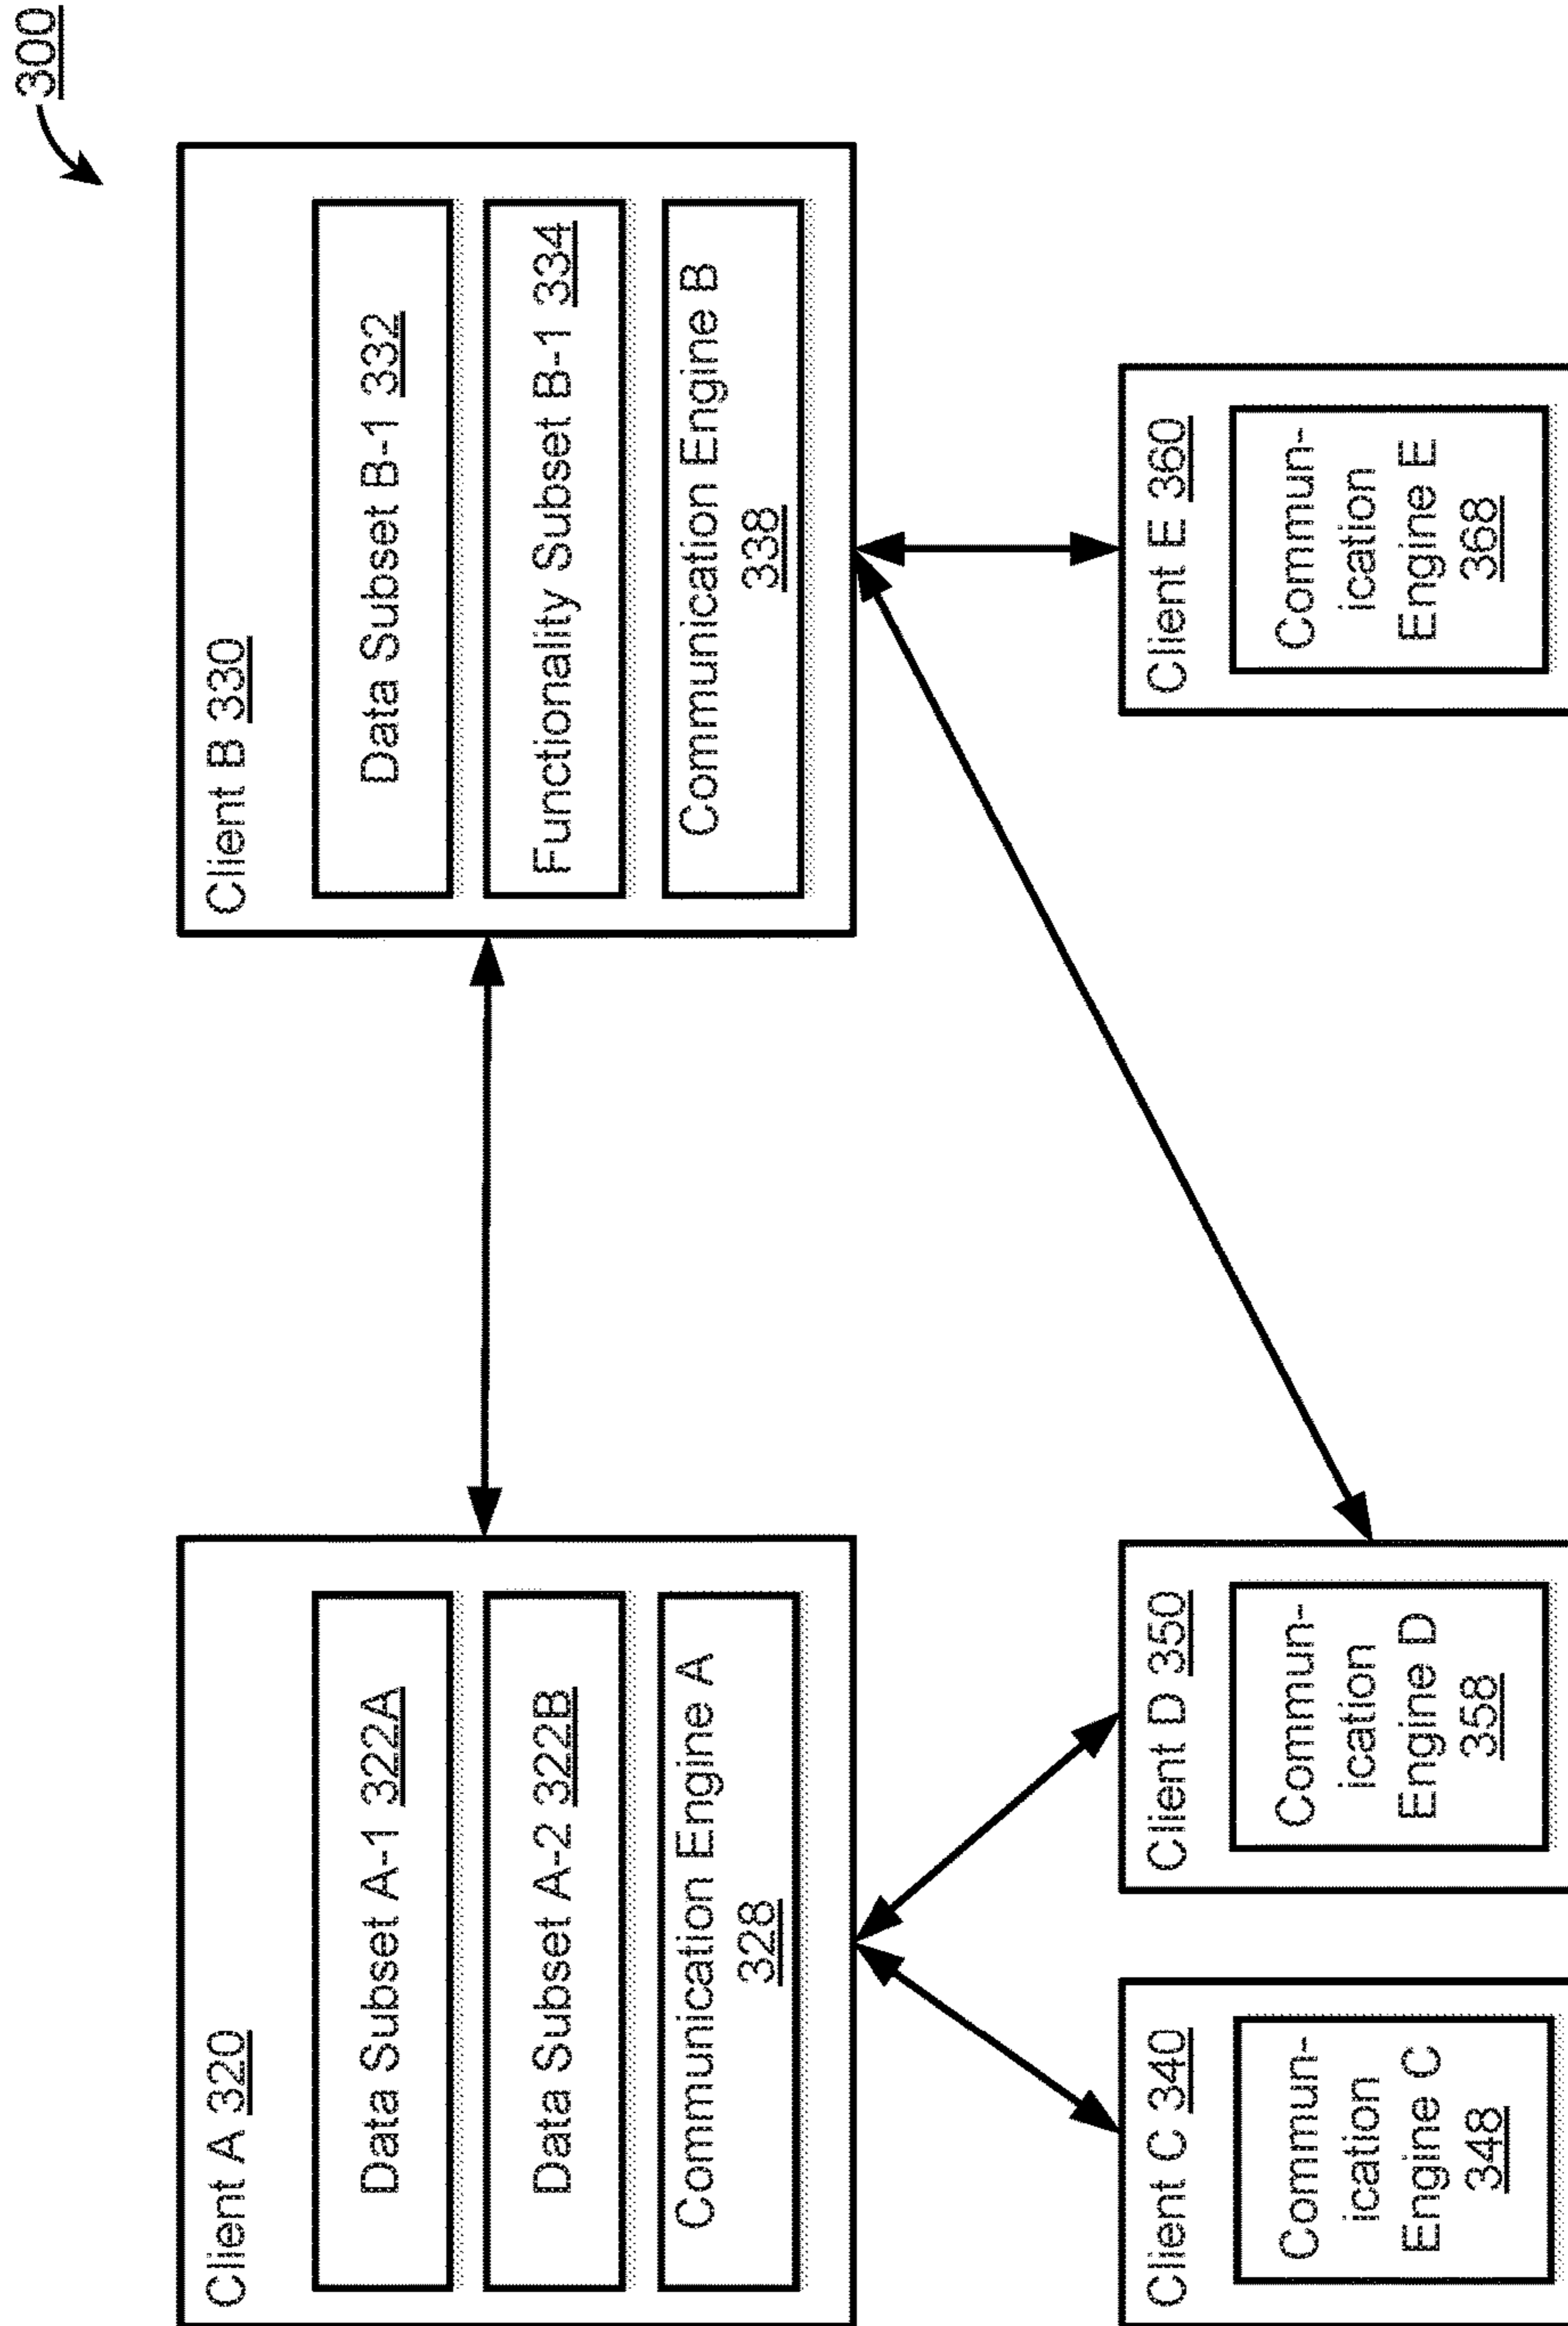 300
Client A 320
Data Subset A-1 322A
Data Subset A-2 322B
Communication Engine A
328
Client B 330
Data Subset B-1 332
Functionality Subset B-1 334
Communication Engine B
338
Client C 340
Commun-
ication
Engine C
348
Client D 350
Commun-
ication
Engine D
358
Client E 360
Commun-
ication
Engine E
368